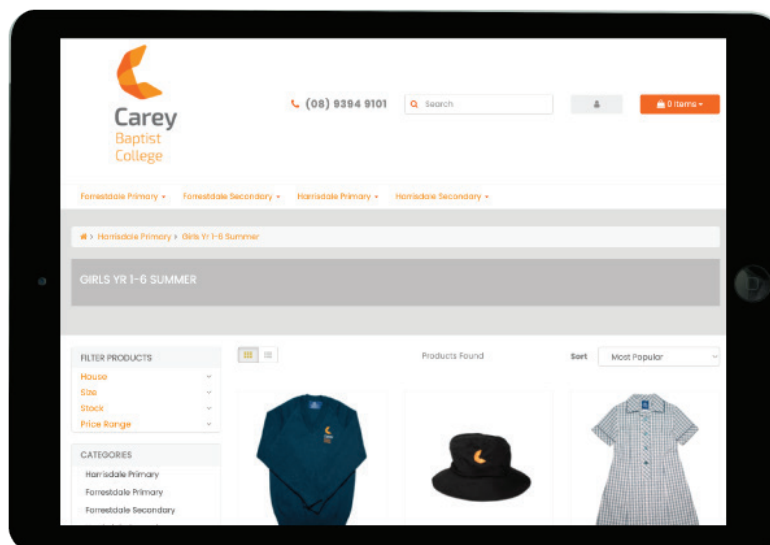 Carey
Baptist
College
(08) 9394 9101
Search
0 Items
Forrestdale Primary
Forrestdale Secondary
Harrisdale Primary
Harrisdale Secondary
> Harrisdale Primary > Girls Yr 1-6 Summer
GIRLS YR 1-6 SUMMER
FILTER PRODUCTS
House
Size
Stock
Price Range
CATEGORIES
Harrisdale Primary
Forrestdale Primary
Forrestdale Secondary
Products Found
Sort
Most Popular